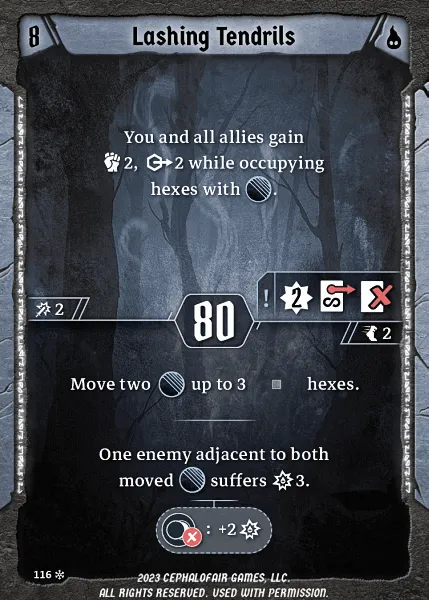 8
Lashing Tendrils
You and all allies gain
2, 2 while occupying
hexes with .
2
80
! 2
2
Move two up to 3 hexes.
One enemy adjacent to both
moved suffers 3.
: +2
116
2023 CEPHALOFAIR GAMES, LLC.
ALL RIGHTS RESERVED. USED WITH PERMISSION.